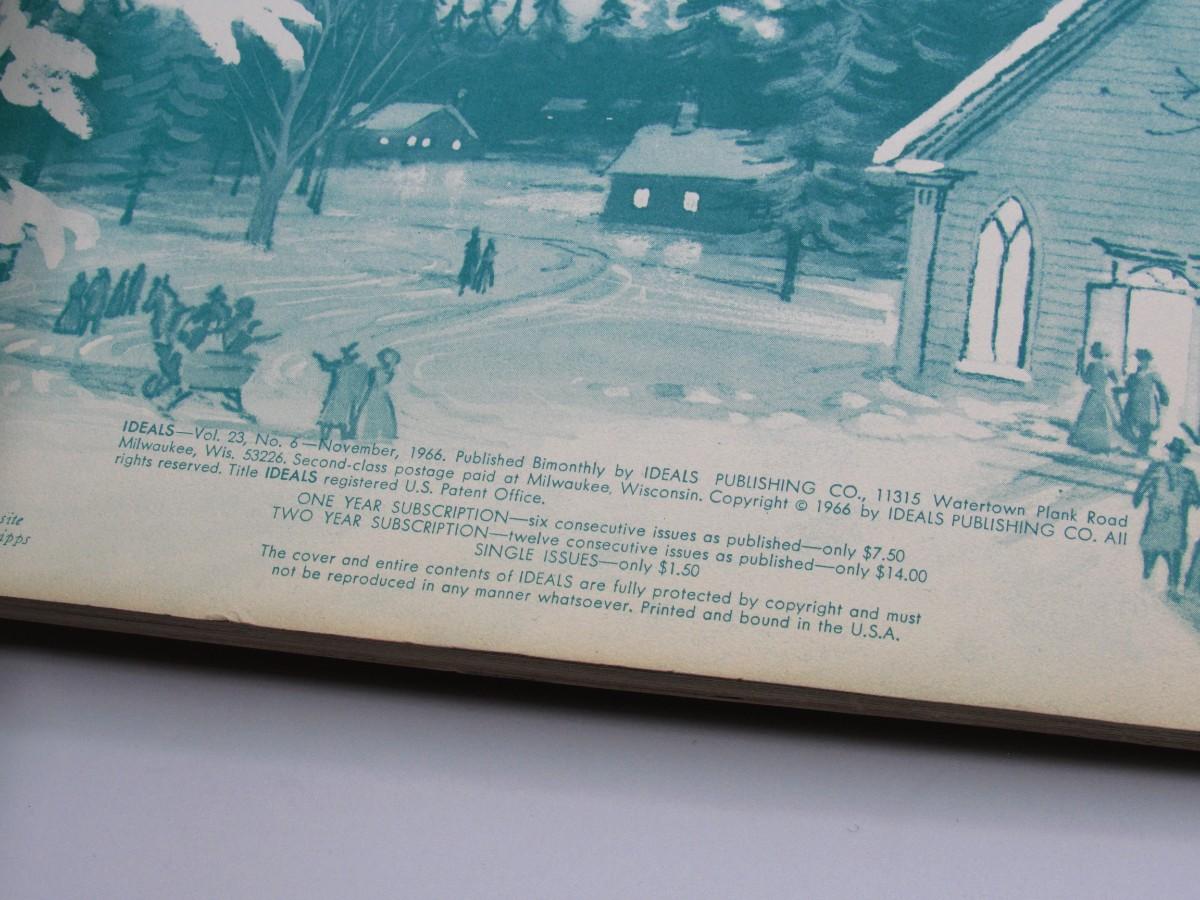 IDEALS—Vol. 23, No. 6—November, 1966. Published Bimonthly by IDEALS PUBLISHING CO., 11315 Watertown Plank Road
Milwaukee, Wis. 53226. Second-class postage paid at Milwaukee, Wisconsin. Copyright © 1966 by IDEALS PUBLISHING CO. All
rights reserved. Title IDEALS registered U.S. Patent Office.
ONE YEAR SUBSCRIPTION—six consecutive issues as published—only $7.50
TWO YEAR SUBSCRIPTION—twelve consecutive issues as published—only $14.00
SINGLE ISSUES—only $1.50
The cover and entire contents of IDEALS are fully protected by copyright and must
not be reproduced in any manner whatsoever. Printed and bound in the U.S.A.